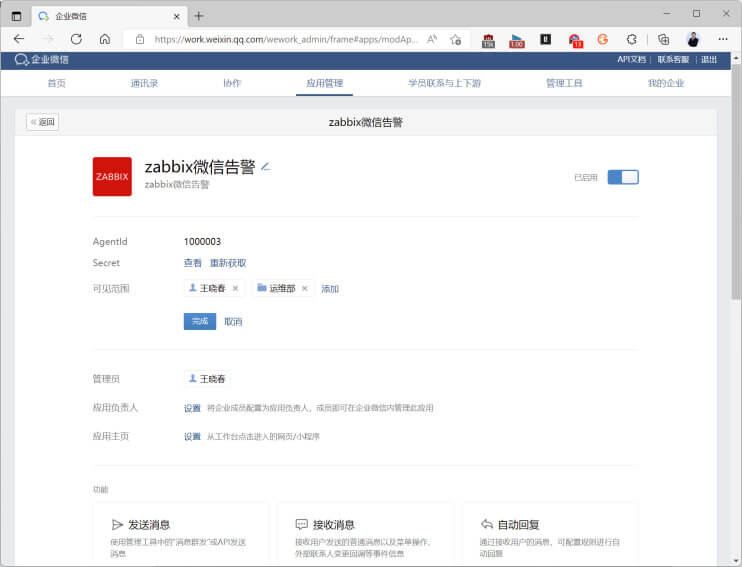 企业微信
https://work.weixin.qq.com/wework_admin/frame#apps/modAp...
15k
1.00
13
企业微信
API文档 | 联系客服 | 退出
首页 通讯录 协作 应用管理 学员联系与上下游 管理工具 我的企业
« 返回
zabbix微信告警
ZABBIX
zabbix微信告警
zabbix微信告警
已启用
AgentId 1000003
Secret 查看 重新获取
可见范围 王晓春 × 运维部 × 添加
完成 取消
管理员 王晓春
应用负责人 设置 将企业成员配置为应用负责人，成员即可在企业微信内管理此应用
应用主页 设置 从工作台点击进入的网页/小程序
功能
发送消息
使用管理工具中的“消息群发”或API发送
消息
接收消息
接收用户发送的普通消息以及菜单操作、
外部联系人变更回调等事件信息
自动回复
通过接收用户的消息，可配置规则进行自
动回复